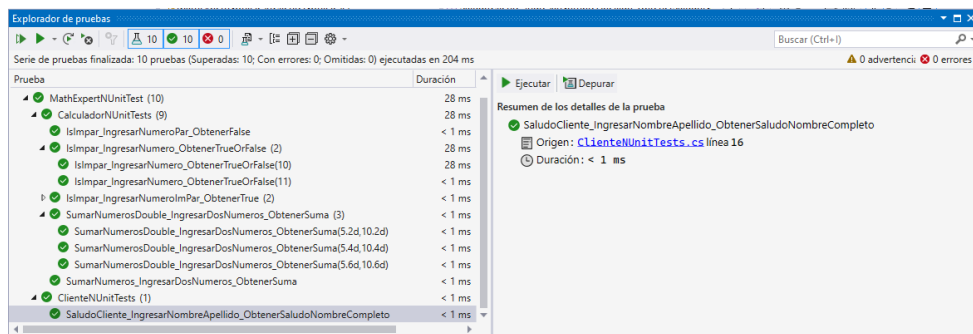 Explorador de pruebas
10 10 0
Buscar (Ctrl+I)
Serie de pruebas finalizada: 10 pruebas (Superadas: 10; Con errores: 0; Omitidas: 0) ejecutadas en 204 ms
0 advertenci 0 errores
Prueba Duración
MathExpertNUnitTest (10) 28 ms
CalculadorNUnitTests (9) 28 ms
IsImpar_IngresarNumeroPar_ObtenerFalse < 1 ms
IsImpar_IngresarNumero_ObtenerTrueOrFalse (2) 28 ms
IsImpar_IngresarNumero_ObtenerTrueOrFalse(10) 28 ms
IsImpar_IngresarNumero_ObtenerTrueOrFalse(11) < 1 ms
IsImpar_IngresarNumeroImPar_ObtenerTrue (2) < 1 ms
SumarNumerosDouble_IngresarDosNumeros_ObtenerSuma (3) < 1 ms
SumarNumerosDouble_IngresarDosNumeros_ObtenerSuma(5.2d,10.2d) < 1 ms
SumarNumerosDouble_IngresarDosNumeros_ObtenerSuma(5.4d,10.4d) < 1 ms
SumarNumerosDouble_IngresarDosNumeros_ObtenerSuma(5.6d,10.6d) < 1 ms
SumarNumeros_IngresarDosNumeros_ObtenerSuma < 1 ms
ClienteNUnitTests (1) < 1 ms
SaludoCliente_IngresarNombreApellido_ObtenerSaludoNombreCompleto < 1 ms
Ejecutar Depurar
Resumen de los detalles de la prueba
SaludoCliente_IngresarNombreApellido_ObtenerSaludoNombreCompleto
Origen: ClienteNUnitTests.cs línea 16
Duración: < 1 ms